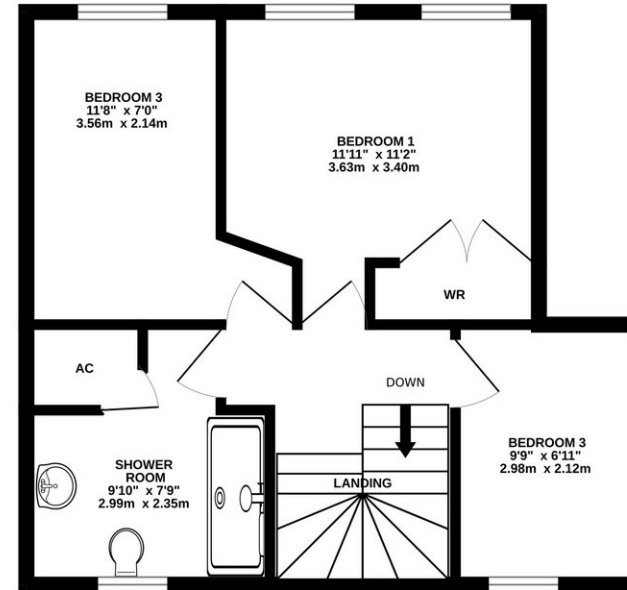 BEDROOM 3
11'8" x 7'0"
3.56m x 2.14m
BEDROOM 1
11'11" x 11'2"
3.63m x 3.40m
WR
AC
DOWN
BEDROOM 3
9'9" x 6'11"
2.98m x 2.12m
SHOWER
ROOM
9'10" x 7'9"
2.99m x 2.35m
LANDING